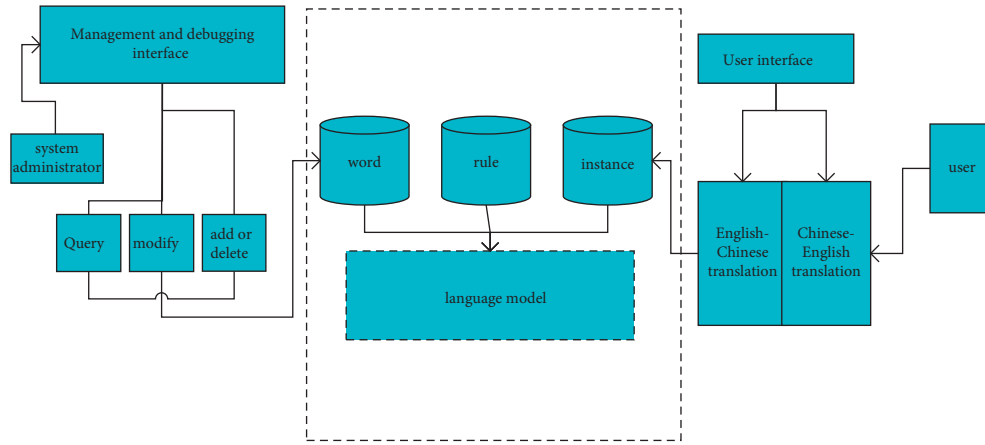 Management and debugging
interface
system
administrator
Query
modify
add or
delete
word
rule
instance
language model
User interface
English-
Chinese
translation
Chinese-
English
translation
user